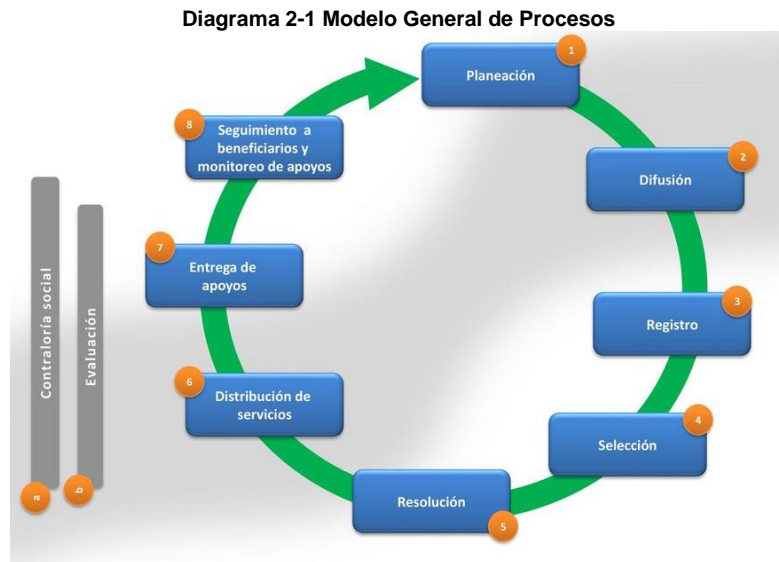 Diagrama 2-1 Modelo General de Procesos
1
Planeación
2
Difusión
3
Registro
4
Selección
5
Resolución
6
Distribución de
servicios
7
Entrega de
apoyos
8
Seguimiento a
beneficiarios y
monitoreo de apoyos
a
Contraloría social
b
Evaluación